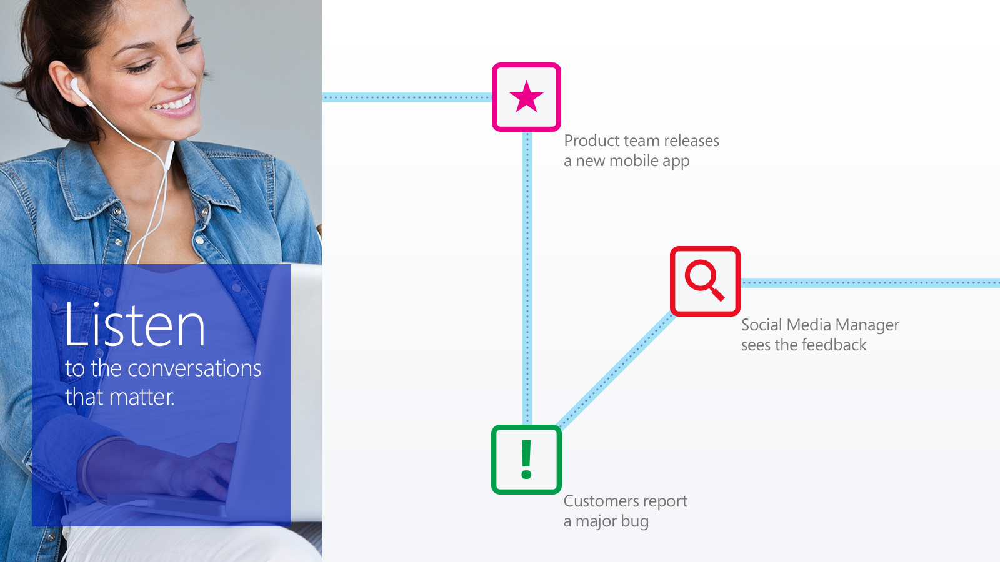 Listen
to the conversations
that matter.
Product team releases
a new mobile app
Social Media Manager
sees the feedback
!
Customers report
a major bug